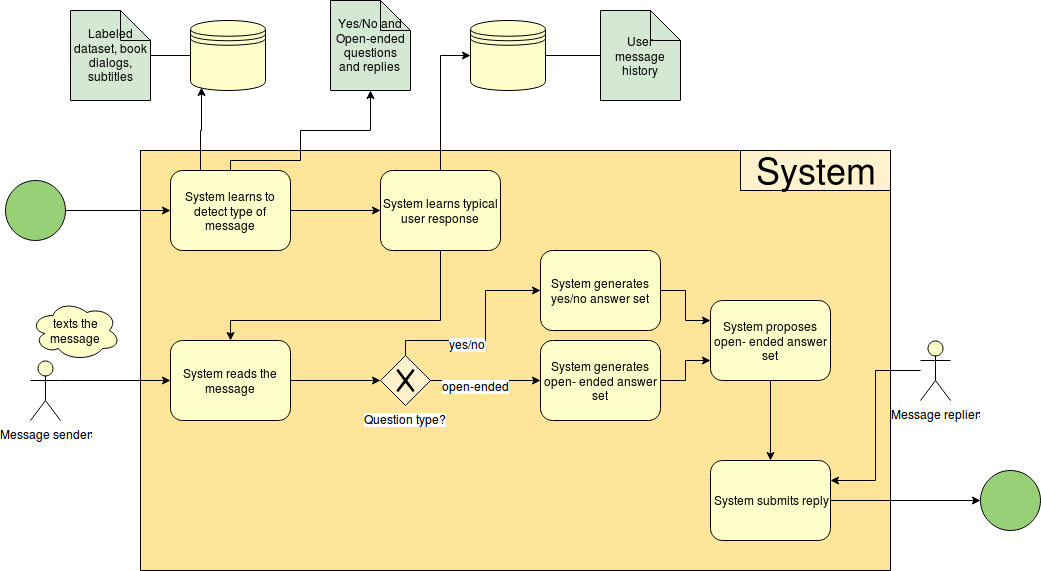 Labeled
dataset, book
dialogs,
subtitles
Yes/No and
Open-ended
questions
and replies
User
message
history
System
System learns to
detect type of
message
System learns typical
user response
texts the
message
Message sender
System reads the
message
yes/no
open-ended
Question type?
System generates
yes/no answer set
System generates
open- ended answer
set
System proposes
open- ended answer
set
Message replier
System submits reply